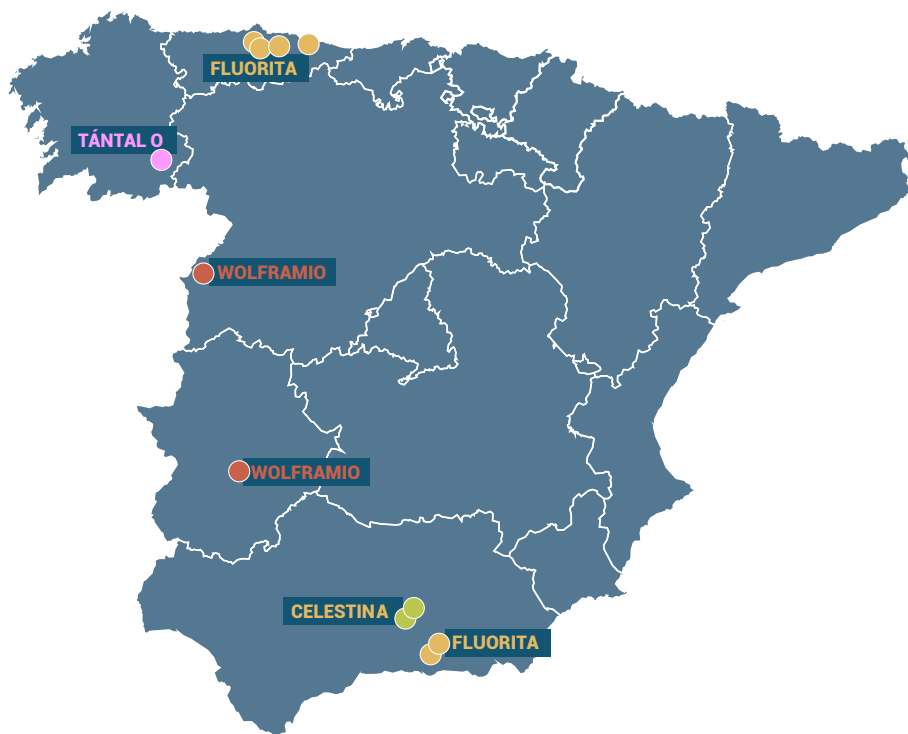 FLUORITA
TÁNTAL O
WOLFRAMIO
WOLFRAMIO
CELESTINA
FLUORITA